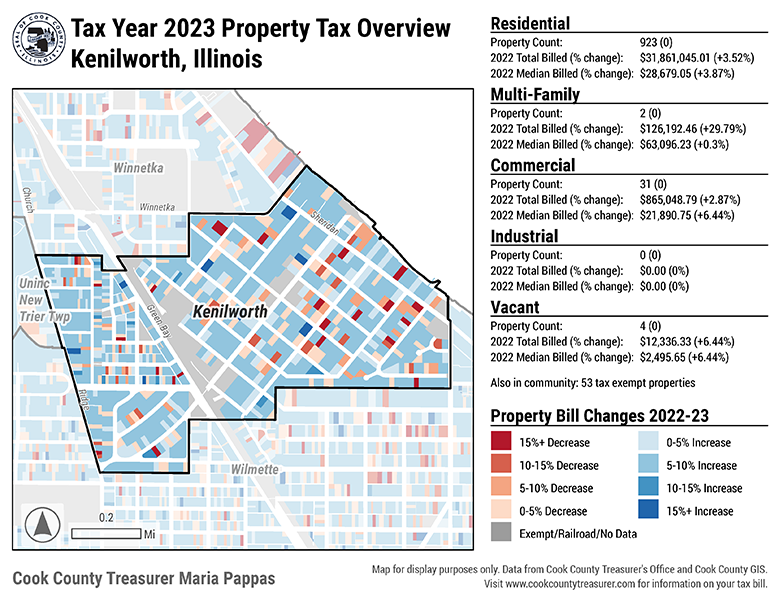 Tax Year 2023 Property Tax Overview
Kenilworth, Illinois
SEAL OF COOK COUNTY
ILLINOIS
Winnetka
Church
Winnetka
Sheridan
Uninc
New
Trier Twp
Kenilworth
Green Bay
Ridge
Wilmette
0.2
Mi
Cook County Treasurer Maria Pappas
Residential
Property Count: 923 (0)
2022 Total Billed (% change): $31,861,045.01 (+3.52%)
2022 Median Billed (% change): $28,679.05 (+3.87%)
Multi-Family
Property Count: 2 (0)
2022 Total Billed (% change): $126,192.46 (+29.79%)
2022 Median Billed (% change): $63,096.23 (+0.3%)
Commercial
Property Count: 31 (0)
2022 Total Billed (% change): $865,048.79 (+2.87%)
2022 Median Billed (% change): $21,890.75 (+6.44%)
Industrial
Property Count: 0 (0)
2022 Total Billed (% change): $0.00 (0%)
2022 Median Billed (% change): $0.00 (0%)
Vacant
Property Count: 4 (0)
2022 Total Billed (% change): $12,336.33 (+6.44%)
2022 Median Billed (% change): $2,495.65 (+6.44%)
Also in community: 53 tax exempt properties
Property Bill Changes 2022-23
15%+ Decrease
10-15% Decrease
5-10% Decrease
0-5% Decrease
Exempt/Railroad/No Data
0-5% Increase
5-10% Increase
10-15% Increase
15%+ Increase
Map for display purposes only. Data from Cook County Treasurer's Office and Cook County GIS.
Visit www.cookcountytreasurer.com for information on your tax bill.